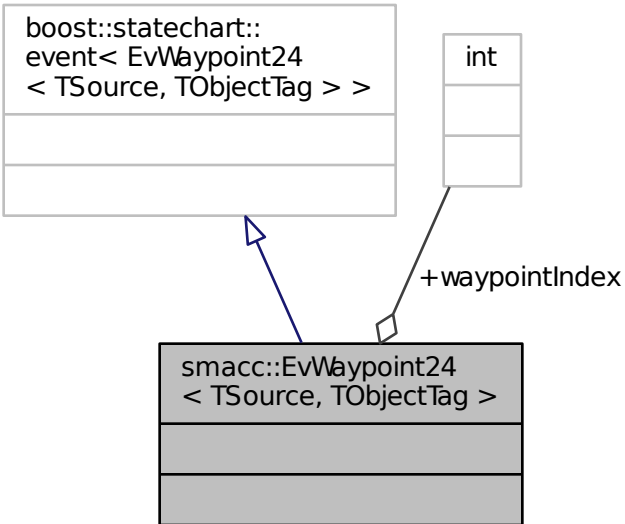 boost::statechart::
event< EvWaypoint24
< TSource, TObjectTag > >
int
+waypointIndex
smacc::EvWaypoint24
< TSource, TObjectTag >